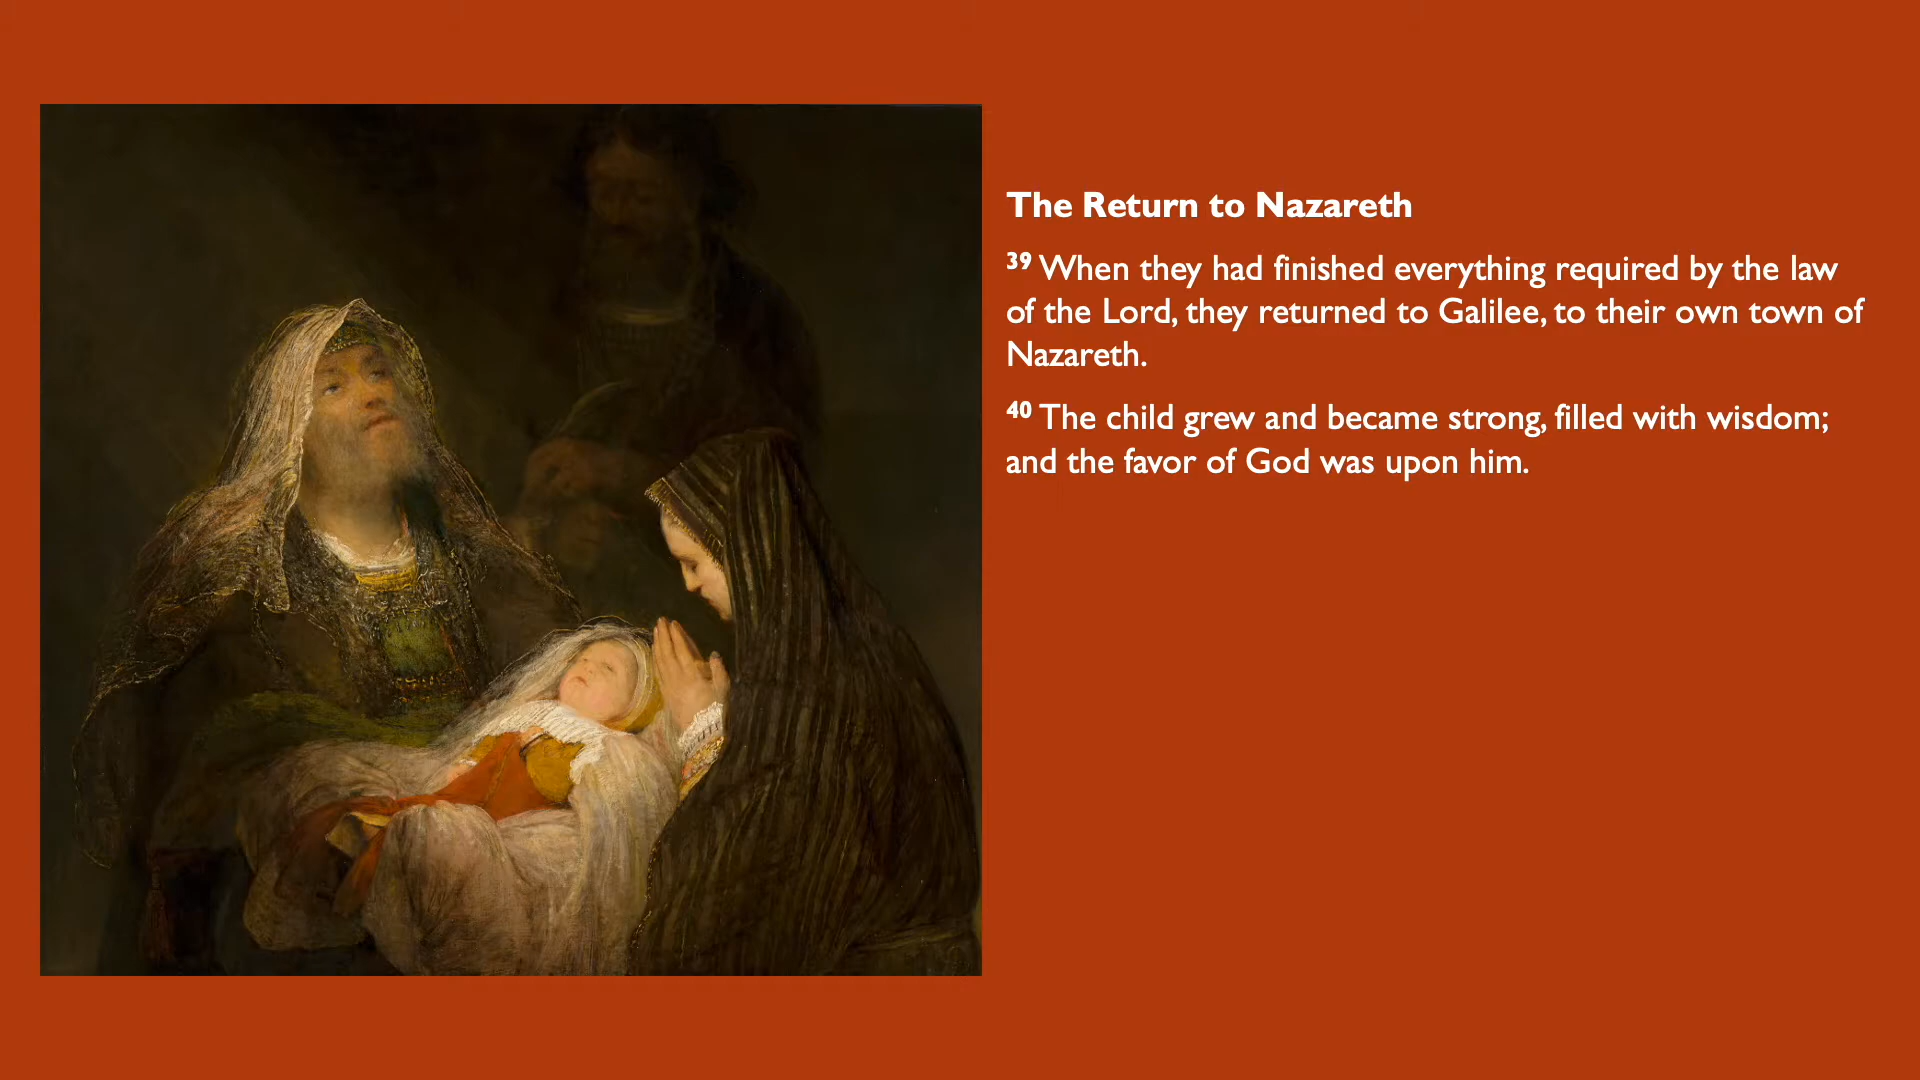 The Return to Nazareth
39 When they had finished everything required by the law
of the Lord, they returned to Galilee, to their own town of
Nazareth.
40 The child grew and became strong, filled with wisdom;
and the favor of God was upon him.